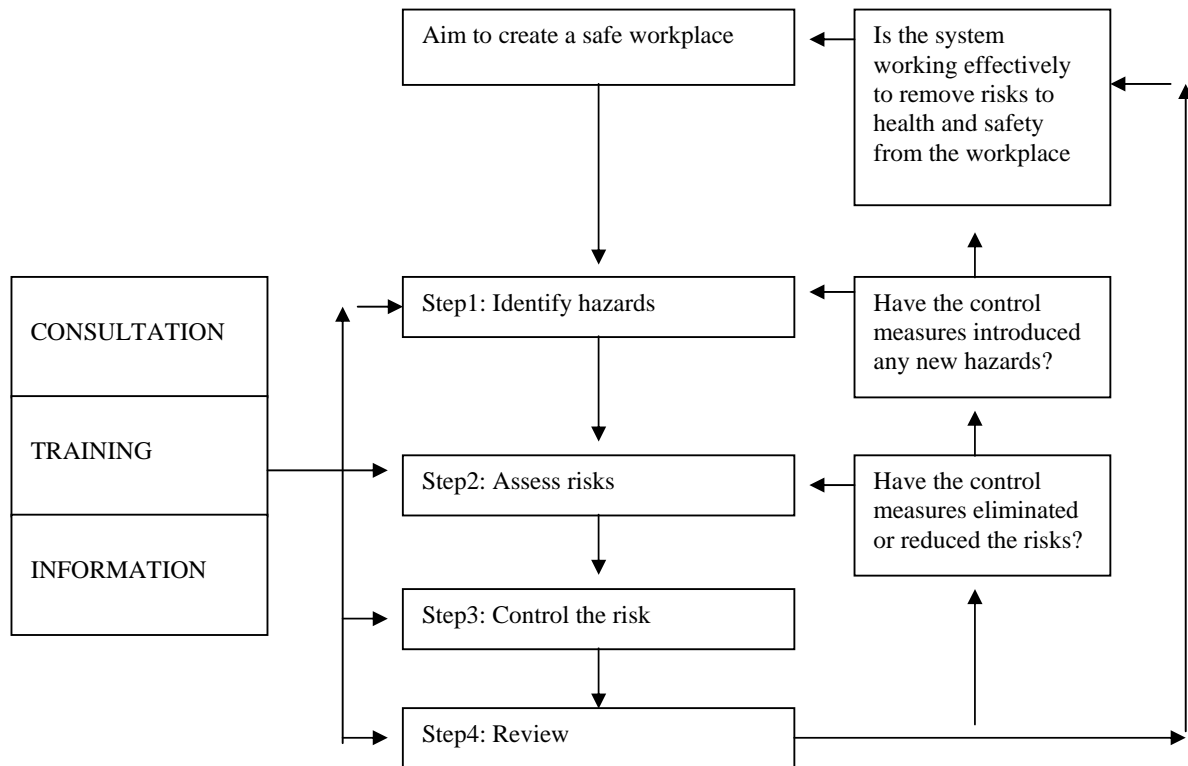 Aim to create a safe workplace
Is the system
working effectively
to remove risks to
health and safety
from the workplace
CONSULTATION
TRAINING
INFORMATION
Step1: Identify hazards
Have the control
measures introduced
any new hazards?
Step2: Assess risks
Have the control
measures eliminated
or reduced the risks?
Step3: Control the risk
Step4: Review